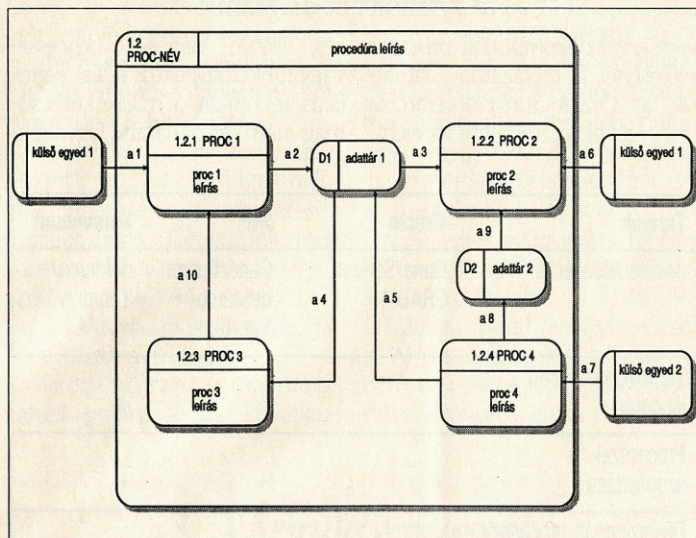 1.2
PROC-NÉV
procedúra leírás
külső egyed 1
a 1
1.2.1 PROC 1
proc 1
leírás
a 2
D1
adattár 1
a 3
1.2.2 PROC 2
proc 2
leírás
a 6
külső egyed 1
a 9
a 10
a 4
a 5
D2
adattár 2
a 8
1.2.3 PROC 3
proc 3
leírás
1.2.4 PROC 4
proc 4
leírás
a 7
külső egyed 2